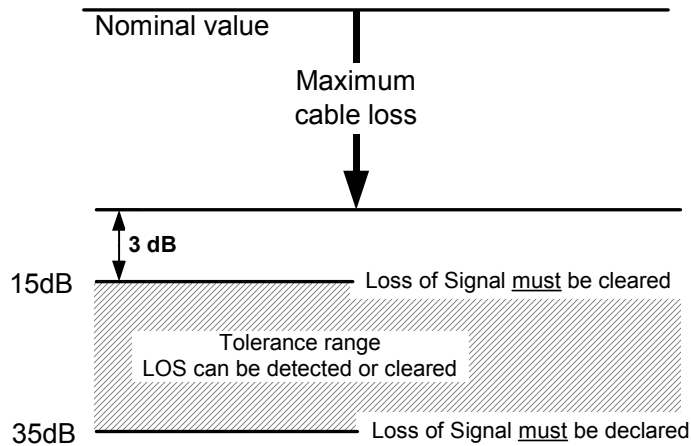 Nominal value
Maximum
cable loss
3 dB
15dB
Loss of Signal must be cleared
Tolerance range
LOS can be detected or cleared
35dB
Loss of Signal must be declared